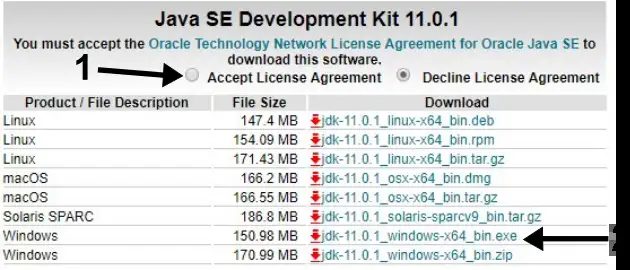 Java SE Development Kit 11.0.1
You must accept the Oracle Technology Network License Agreement for Oracle Java SE to
download this software.
1 Accept License Agreement Decline License Agreement
Product / File Description File Size Download
Linux 147.4 MB jdk-11.0.1_linux-x64_bin.deb
Linux 154.09 MB jdk-11.0.1_linux-x64_bin.rpm
Linux 171.43 MB jdk-11.0.1_linux-x64_bin.tar.gz
macOS 166.2 MB jdk-11.0.1_osx-x64_bin.dmg
macOS 166.55 MB jdk-11.0.1_osx-x64_bin.tar.gz
Solaris SPARC 186.8 MB jdk-11.0.1_solaris-sparcv9_bin.tar.gz
Windows 150.98 MB jdk-11.0.1_windows-x64_bin.exe
Windows 170.99 MB jdk-11.0.1_windows-x64_bin.zip